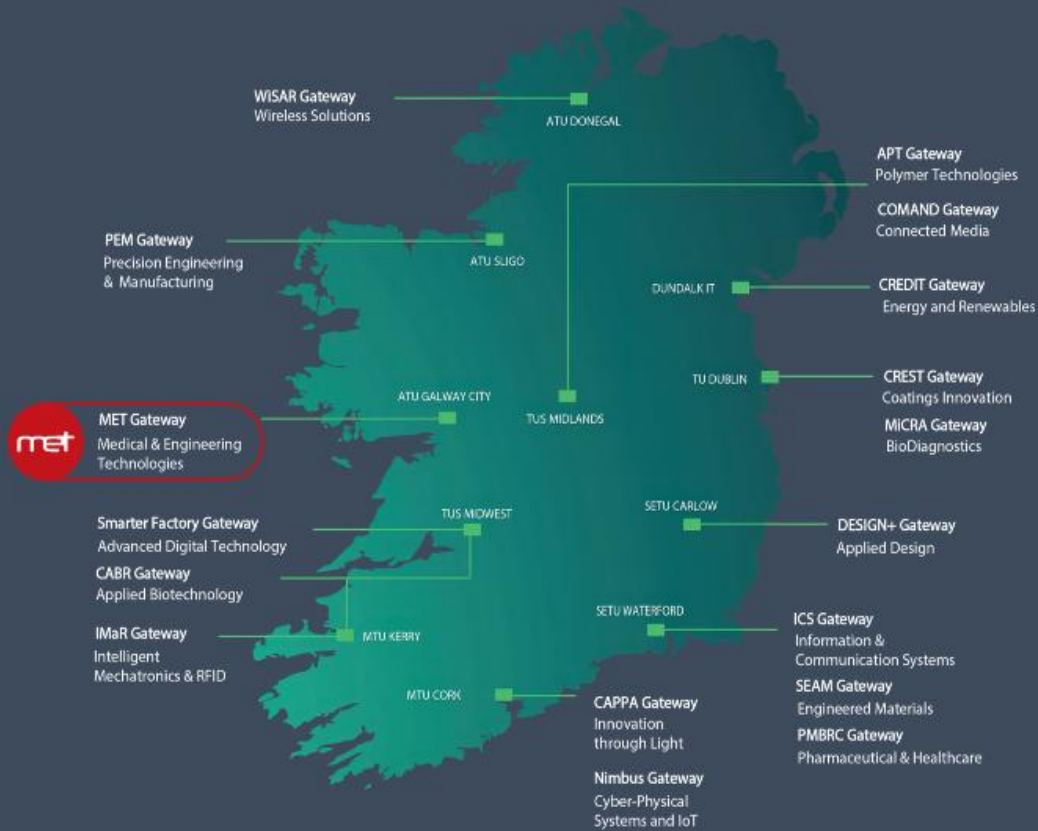 WiSAR Gateway
Wireless Solutions
ATU DONEGAL
APT Gateway
Polymer Technologies
COMAND Gateway
Connected Media
PEM Gateway
Precision Engineering
& Manufacturing
ATU SLIGO
DUNDALK IT
CREDIT Gateway
Energy and Renewables
TU DUBLIN
CREST Gateway
Coatings Innovation
MiCRA Gateway
BioDiagnostics
ATU GALWAY CITY
TUS MIDLANDS
met
MET Gateway
Medical & Engineering
Technologies
TUS MIDWEST
Smarter Factory Gateway
Advanced Digital Technology
CABR Gateway
Applied Biotechnology
SETU CARLOW
DESIGN+ Gateway
Applied Design
IMaR Gateway
Intelligent
Mechatronics & RFID
MTU KERRY
SETU WATERFORD
ICS Gateway
Information &
Communication Systems
SEAM Gateway
Engineered Materials
PMBRC Gateway
Pharmaceutical & Healthcare
MTU CORK
CAPPA Gateway
Innovation
through Light
Nimbus Gateway
Cyber-Physical
Systems and IoT